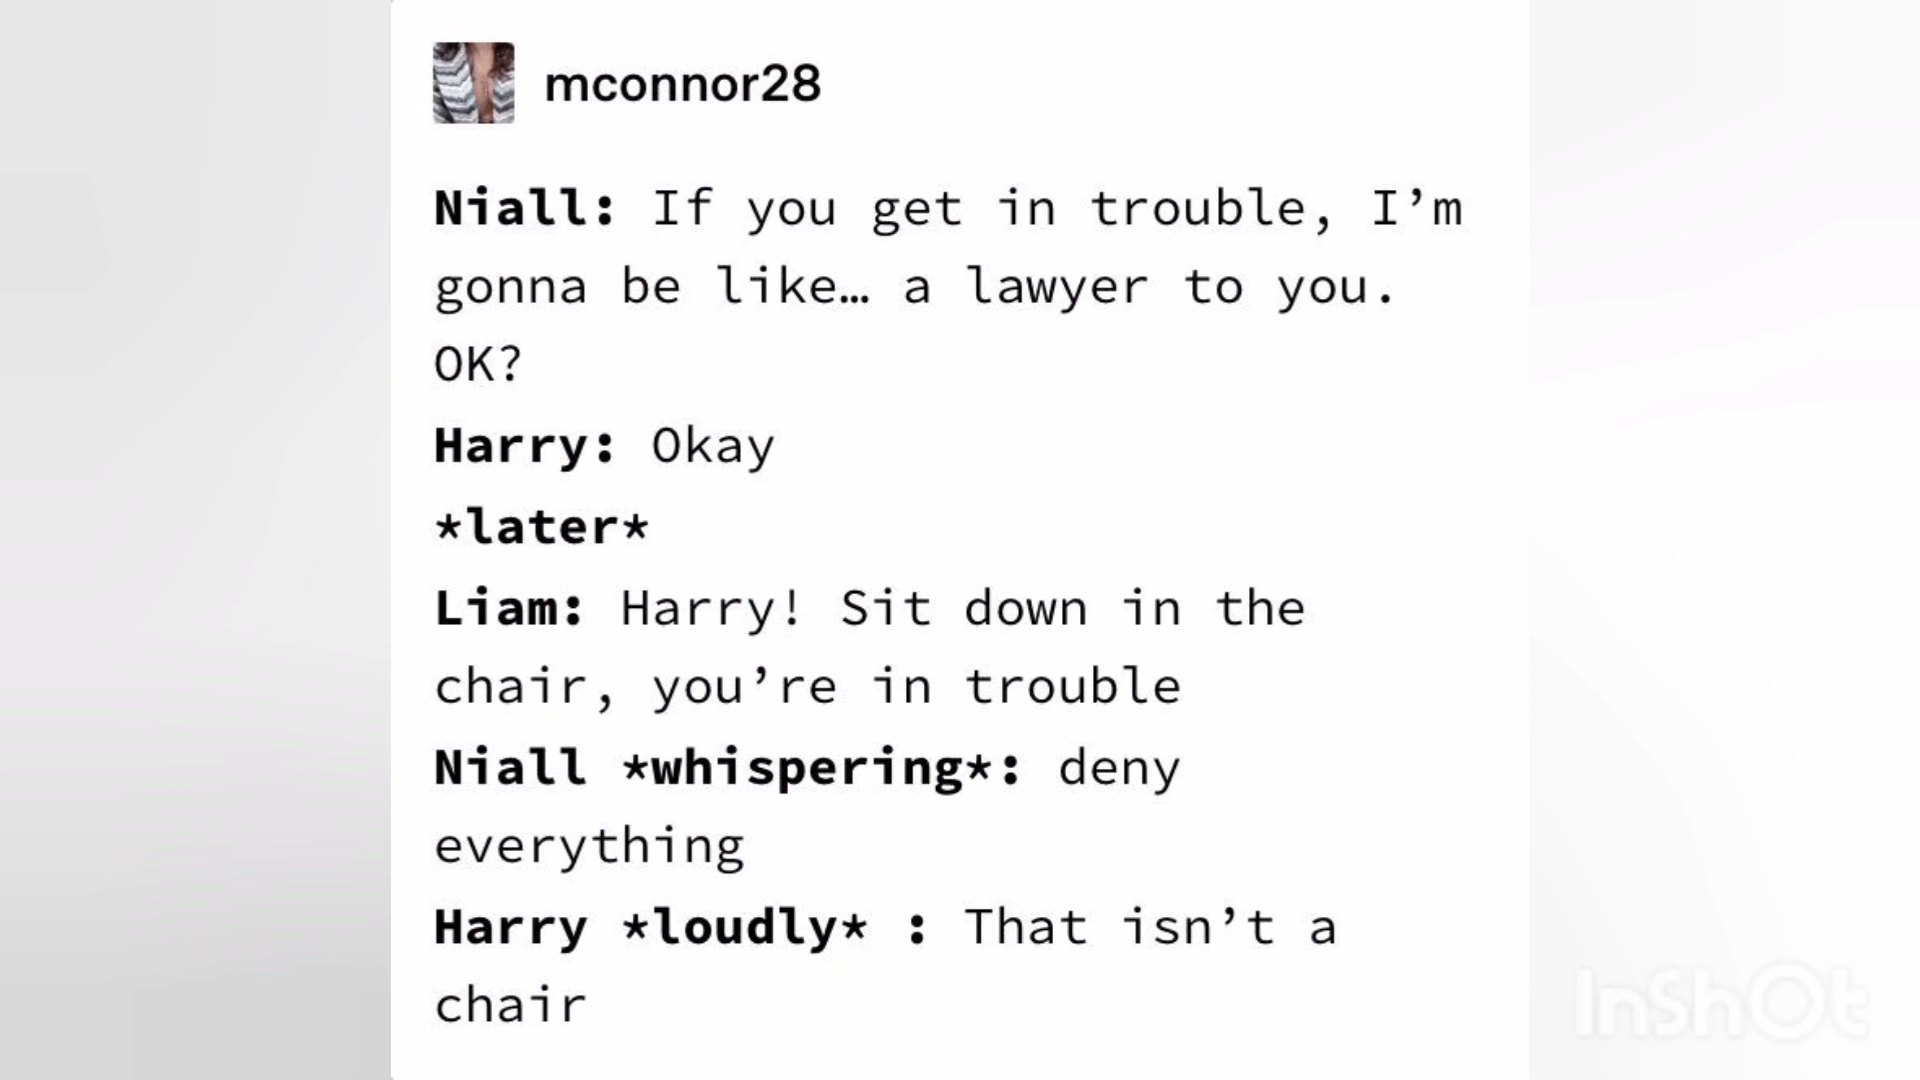 mconnor28
Niall: If you get in trouble, I’m
gonna be like… a lawyer to you.
OK?
Harry: Okay
*later*
Liam: Harry! Sit down in the
chair, you’re in trouble
Niall *whispering*: deny
everything
Harry *loudly* : That isn’t a
chair
InShOt